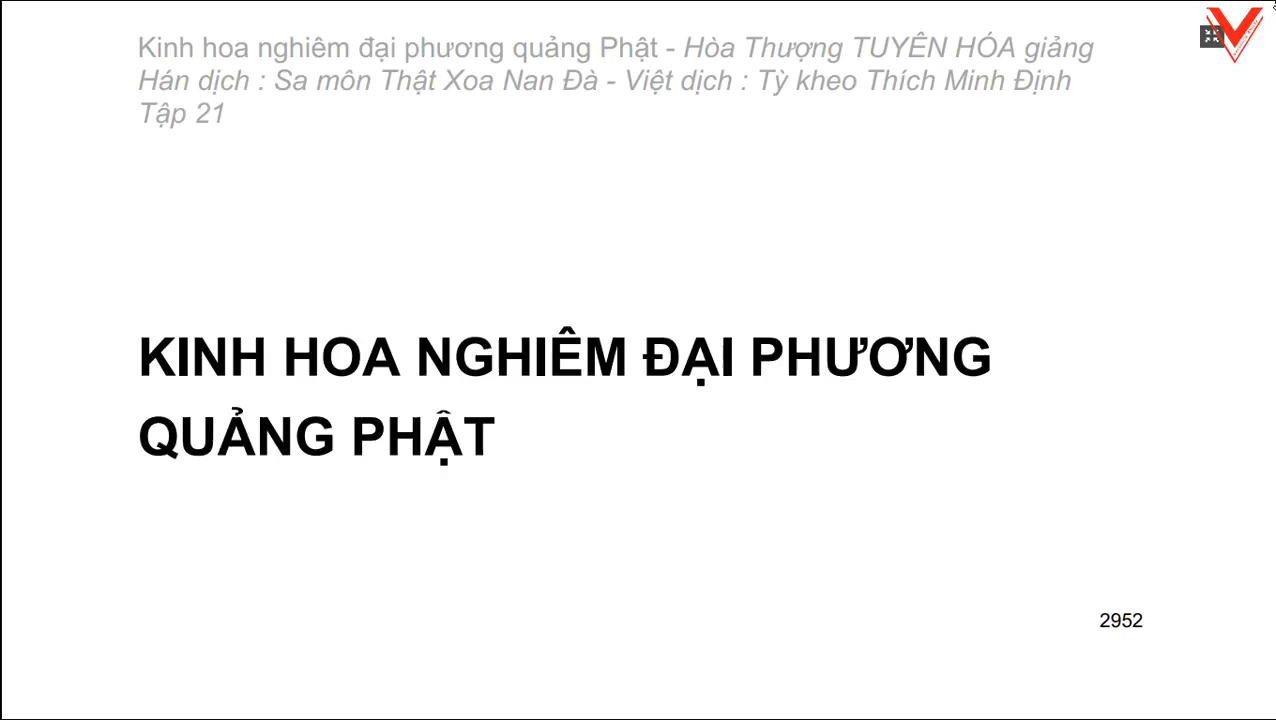 Kinh hoa nghiêm đại phương quảng Phật - Hòa Thượng TUYÊN HÓA giảng
Hán dịch : Sa môn Thật Xoa Nan Đà - Việt dịch : Tỳ kheo Thích Minh Định
Tập 21
KINH HOA NGHIÊM ĐẠI PHƯƠNG
QUẢNG PHẬT
2952